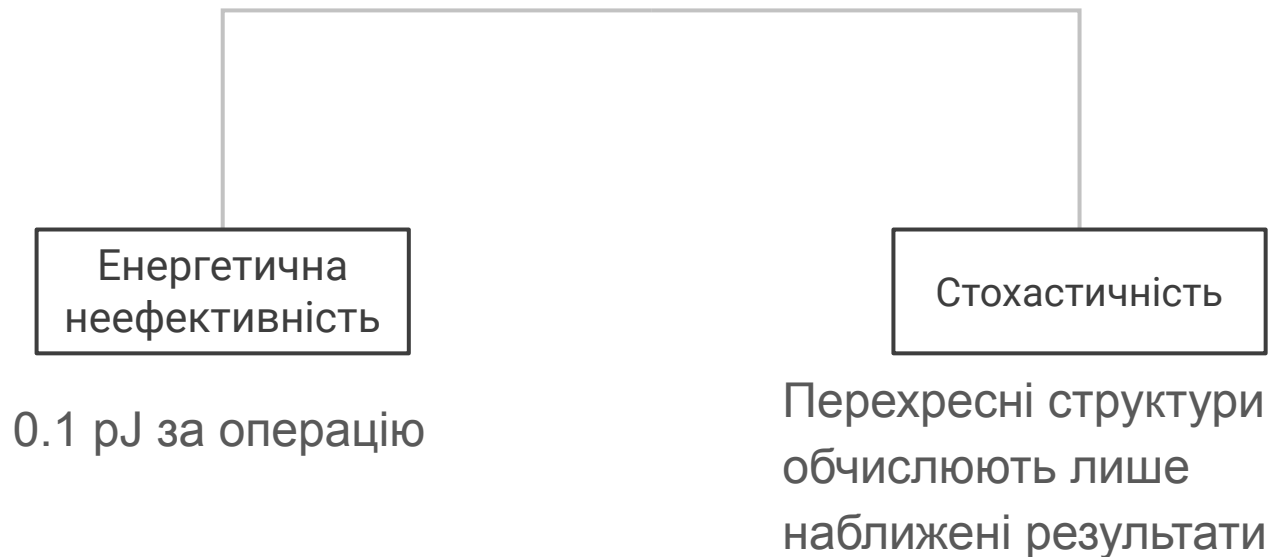 Енергетична
неефективність
Стохастичність
0.1 pJ за операцію
Перехресні структури
обчислюють лише
наближені результати